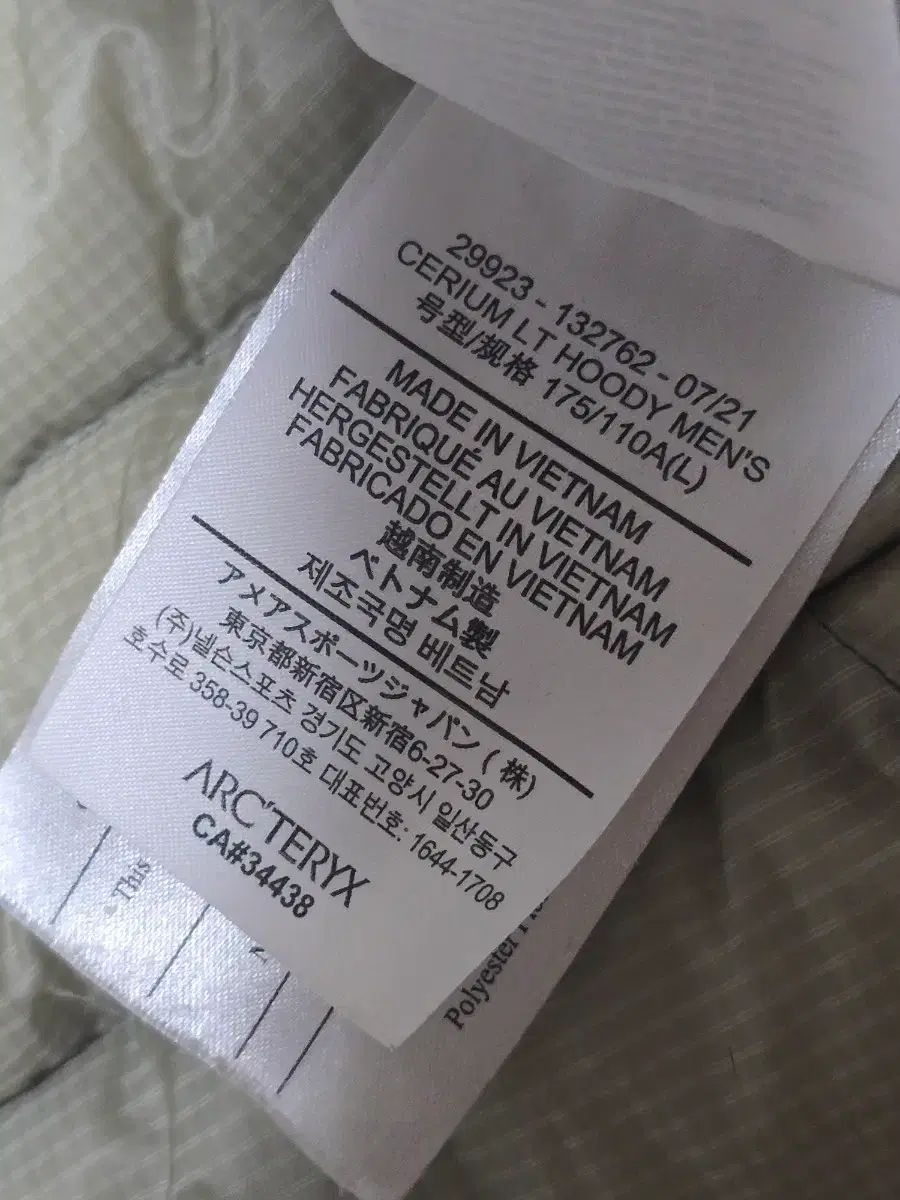 29923 - 132762 - 07/21
CERIUM LT HOODY MEN'S
号型/规格 175/110A(L)
MADE IN VIETNAM
FABRIQUÉ AU VIETNAM
HERGESTELLT IN VIETNAM
FABRICADO EN VIETNAM
越南制造
ベトナム製
제조국명 베트남
アメアスポーツジャパン (株)
東京都新宿区新宿6-27-30
(주)넬슨스포츠 경기도 고양시 일산동구
호수로 358-39 710호 대표번호: 1644-1708
ARC'TERYX
CA#34438
This
Polyester